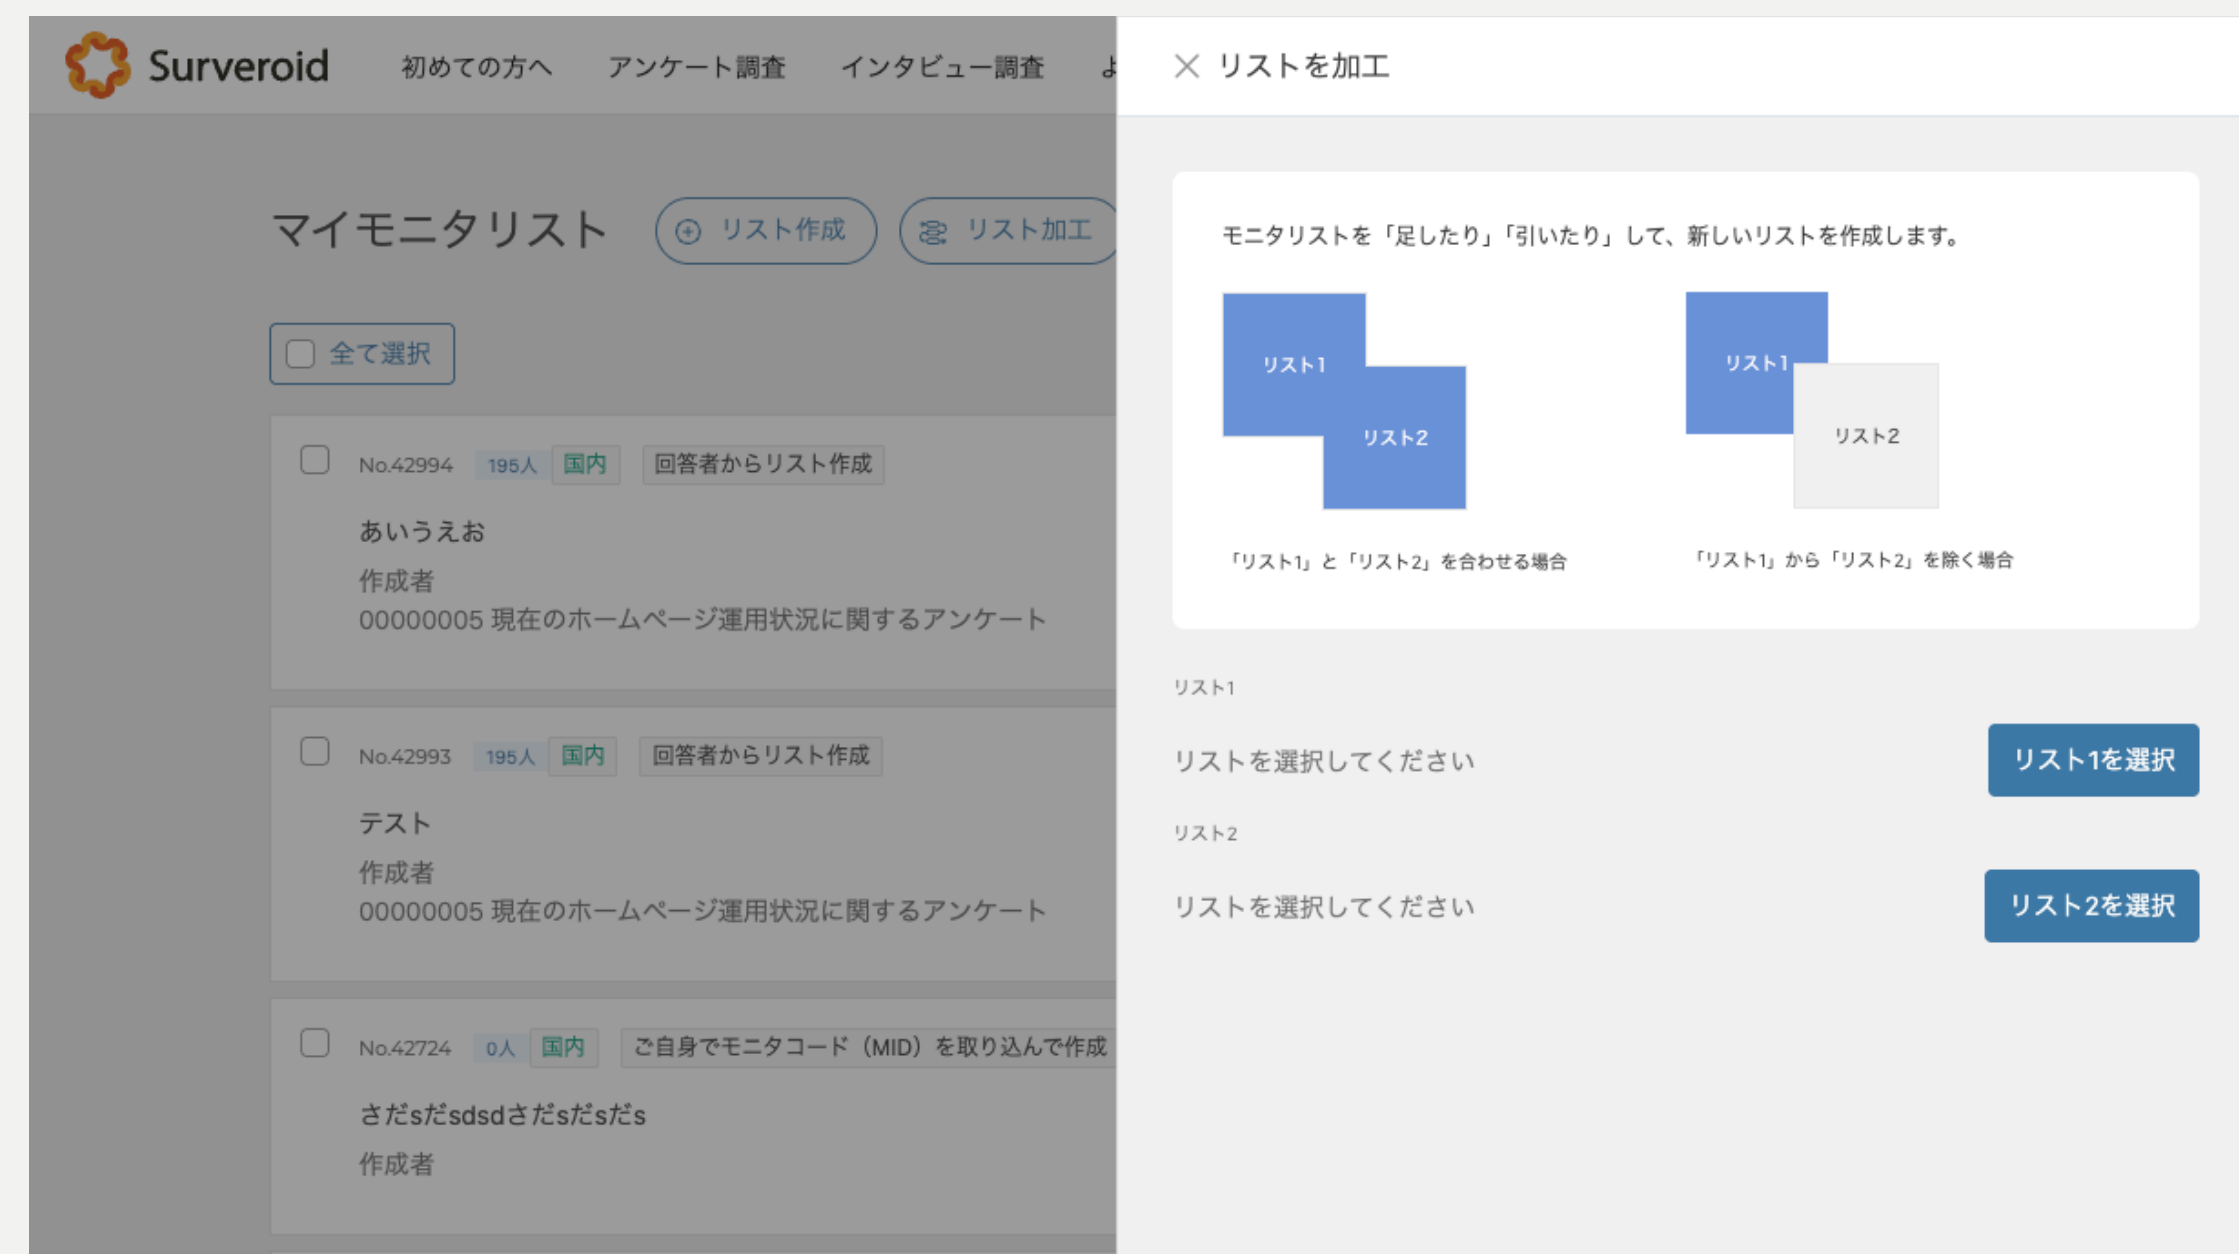 Surveroid
初めての方へ
アンケート調査
インタビュー調査
マイモニタリスト
リスト作成
リスト加工
全て選択
No.42994 195人 国内 回答者からリスト作成
あいうえお
作成者
00000005 現在のホームページ運用状況に関するアンケート
No.42993 195人 国内 回答者からリスト作成
テスト
作成者
00000005 現在のホームページ運用状況に関するアンケート
No.42724 0人 国内 ご自身でモニタコード（MID）を取り込んで作成
さだsだsdsdさだsだsだs
作成者
リストを加工
モニタリストを「足したり」「引いたり」して、新しいリストを作成します。
リスト1
リスト2
「リスト1」と「リスト2」を合わせる場合
リスト1
リスト2
「リスト1」から「リスト2」を除く場合
リスト1
リストを選択してください
リスト1を選択
リスト2
リストを選択してください
リスト2を選択